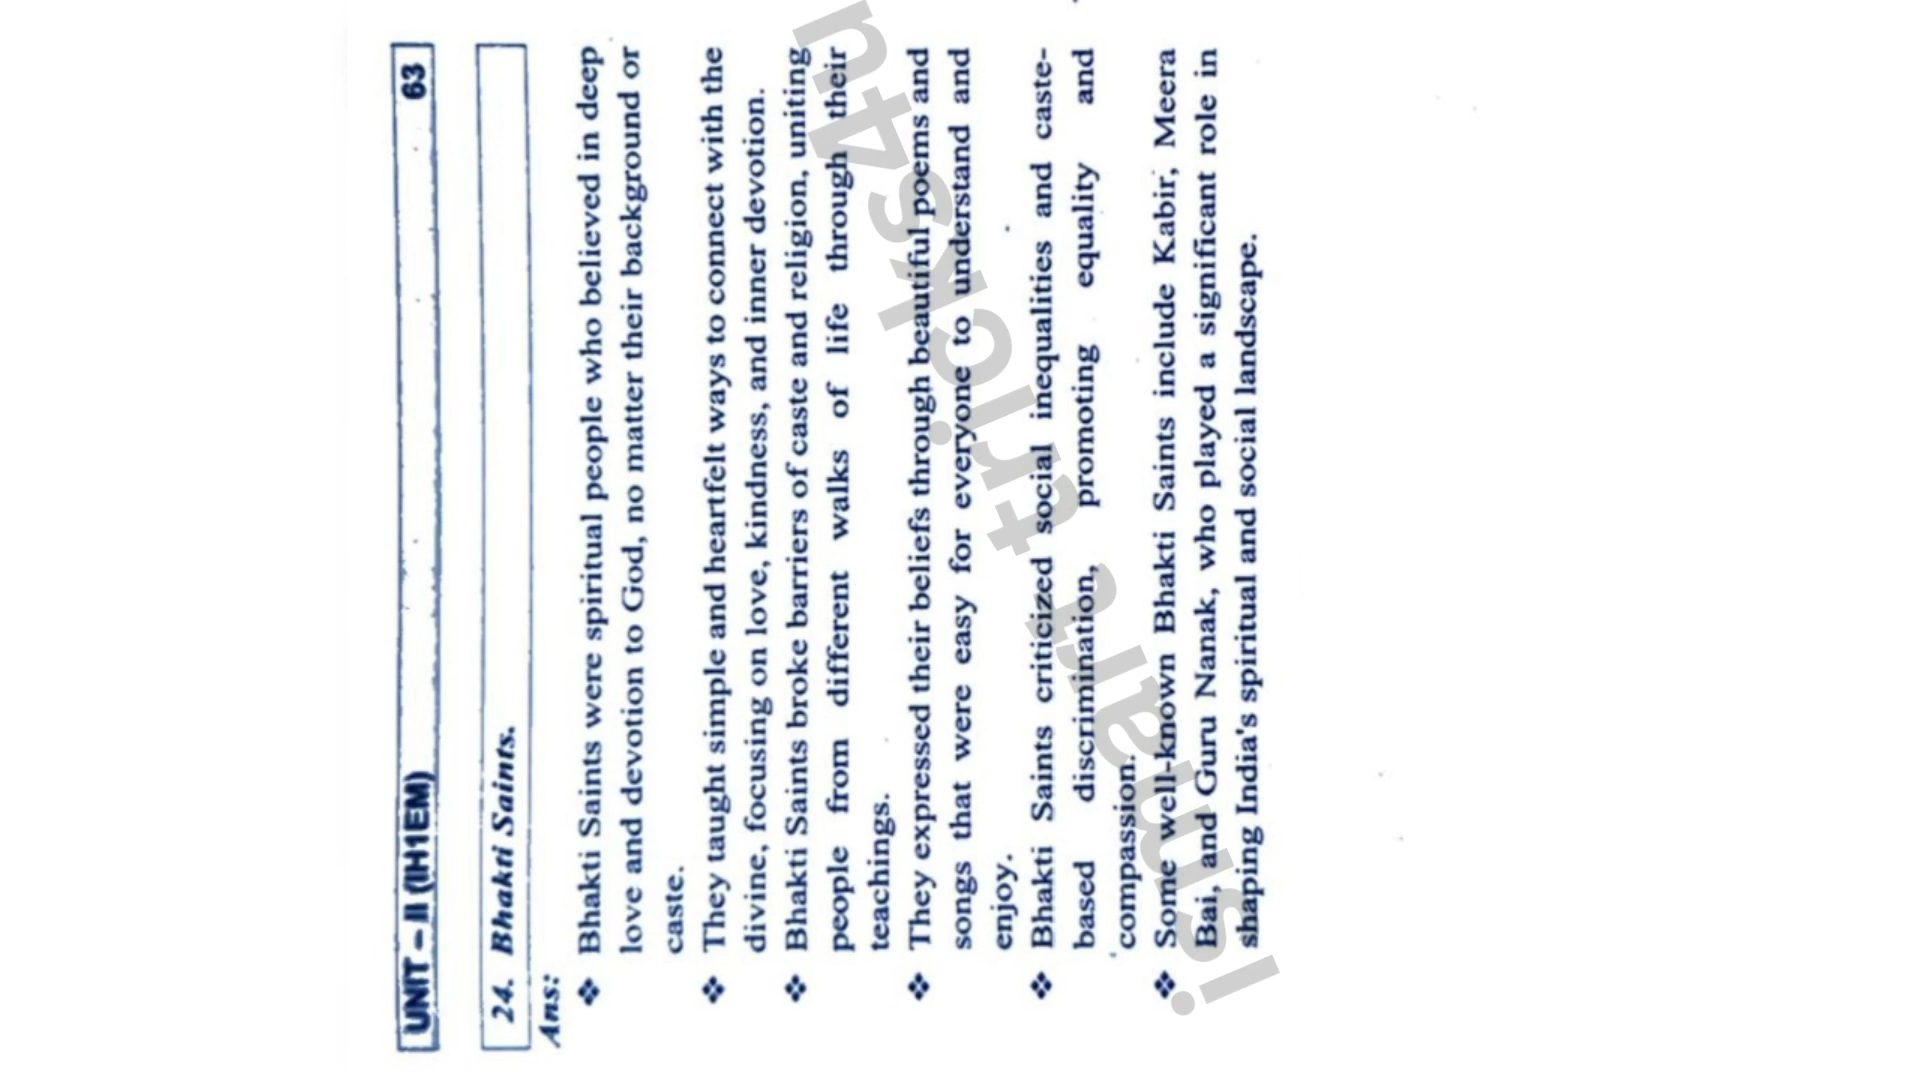 UNIT – II (IH1EM) 63
24. Bhakti Saints.
Ans:
❖ Bhakti Saints were spiritual people who believed in deep
love and devotion to God, no matter their background or
caste.
❖ They taught simple and heartfelt ways to connect with the
divine, focusing on love, kindness, and inner devotion.
❖ Bhakti Saints broke barriers of caste and religion, uniting
people from different walks of life through their
teachings.
❖ They expressed their beliefs through beautiful poems and
songs that were easy for everyone to understand and
enjoy.
❖ Bhakti Saints criticized social inequalities and caste-
based discrimination, promoting equality and
compassion.
❖ Some well-known Bhakti Saints include Kabir, Meera
Bai, and Guru Nanak, who played a significant role in
shaping India's spiritual and social landscape.
ismarttricks4u